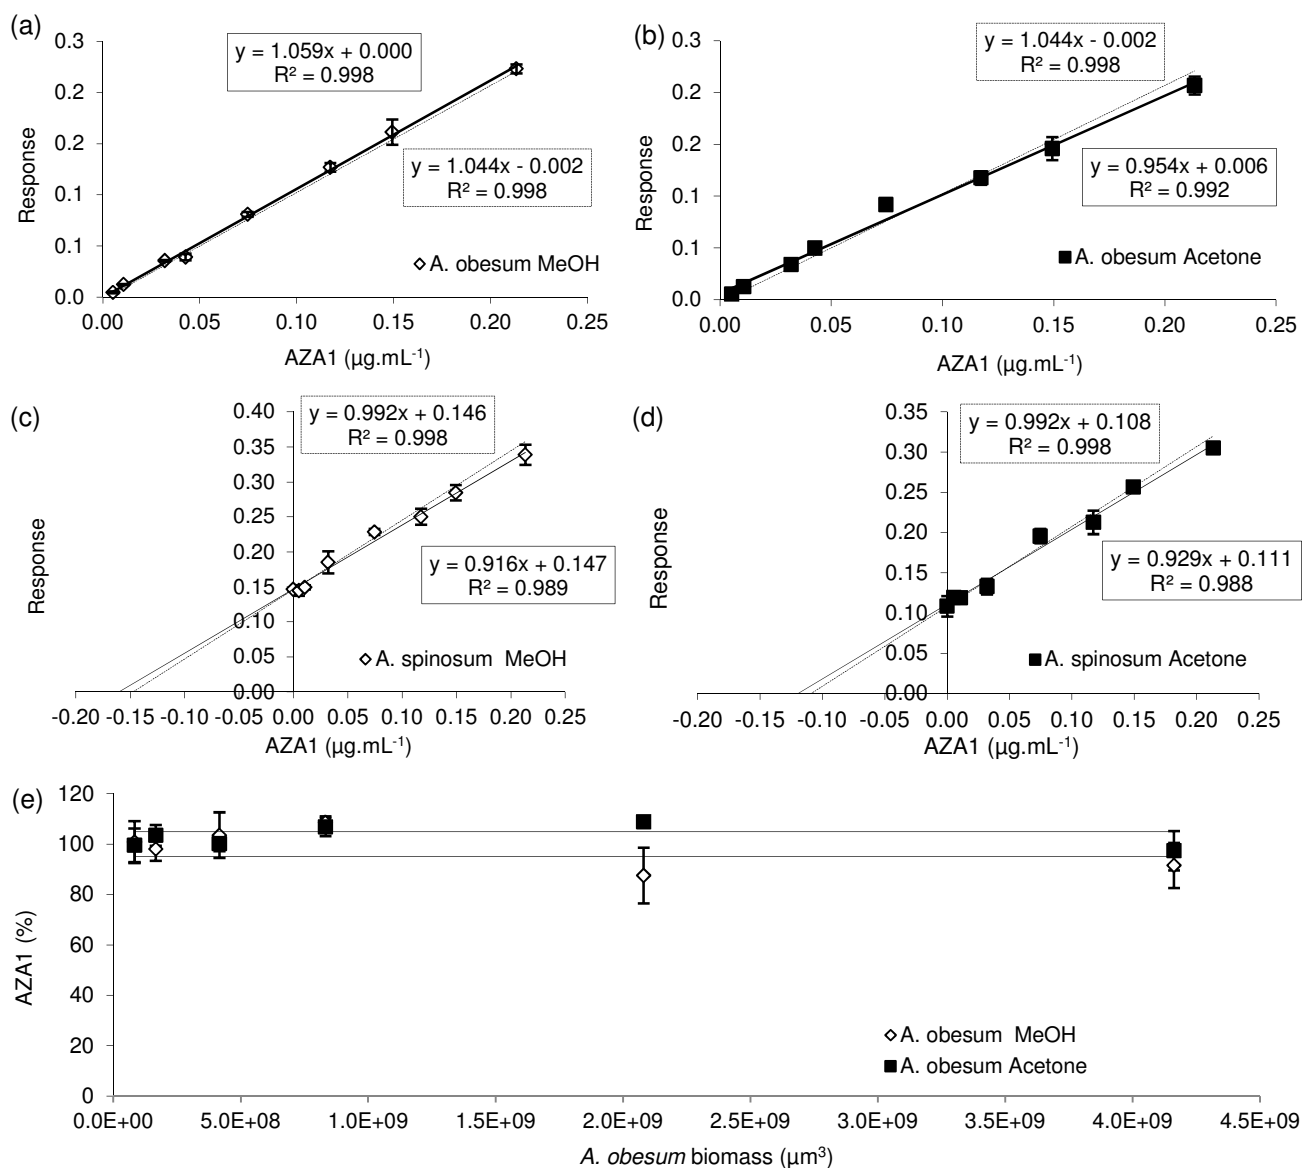 (a)
0.3
0.2
0.2
0.1
0.1
0.0
Response
y = 1.059x + 0.000
R² = 0.998
y = 1.044x - 0.002
R² = 0.998
A. obesum MeOH
0.00 0.05 0.10 0.15 0.20 0.25
AZA1 (µg.mL⁻¹)
(b)
0.3
0.2
0.2
0.1
0.1
0.0
Response
y = 1.044x - 0.002
R² = 0.998
y = 0.954x + 0.006
R² = 0.992
A. obesum Acetone
0.00 0.05 0.10 0.15 0.20 0.25
AZA1 (µg.mL⁻¹)
(c)
0.40
0.35
0.30
0.25
0.20
0.15
0.10
0.05
0.00
Response
y = 0.992x + 0.146
R² = 0.998
y = 0.916x + 0.147
R² = 0.989
A. spinosum MeOH
-0.20 -0.15 -0.10 -0.05 0.00 0.05 0.10 0.15 0.20 0.25
AZA1 (µg.mL⁻¹)
(d)
0.35
0.30
0.25
0.20
0.15
0.10
0.05
0.00
Response
y = 0.992x + 0.108
R² = 0.998
y = 0.929x + 0.111
R² = 0.988
A. spinosum Acetone
-0.20 -0.15 -0.10 -0.05 0.00 0.05 0.10 0.15 0.20 0.25
AZA1 (µg.mL⁻¹)
(e)
120
100
80
60
40
20
0
AZA1 (%)
A. obesum MeOH
A. obesum Acetone
0.0E+00 5.0E+08 1.0E+09 1.5E+09 2.0E+09 2.5E+09 3.0E+09 3.5E+09 4.0E+09 4.5E+09
A. obesum biomass (µm³)